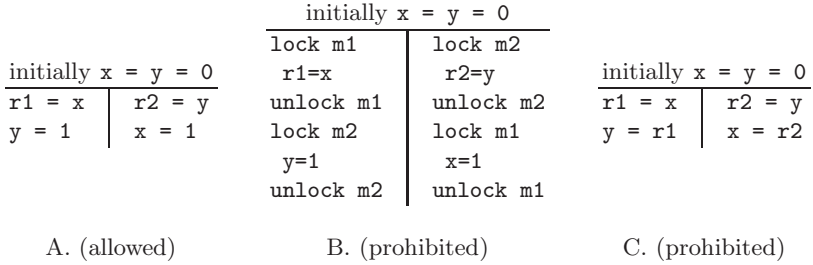 initially x = y = 0
r1 = x r2 = y
y = 1 x = 1
A. (allowed)
initially x = y = 0
lock m1 lock m2
r1=x r2=y
unlock m1 unlock m2
lock m2 lock m1
y=1 x=1
unlock m2 unlock m1
B. (prohibited)
initially x = y = 0
r1 = x r2 = y
y = r1 x = r2
C. (prohibited)